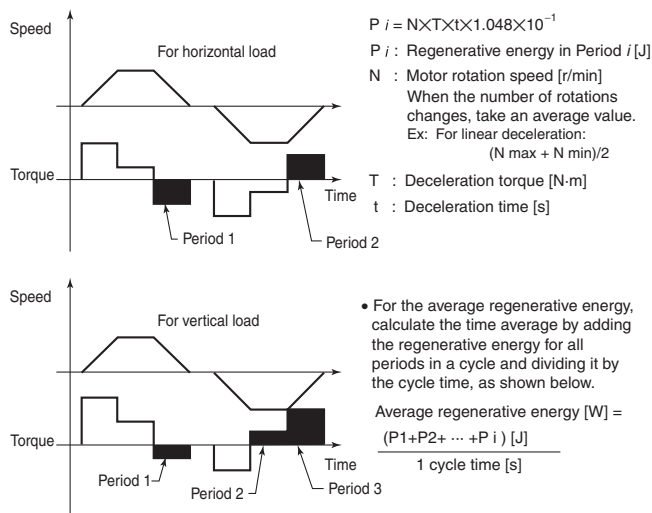 Speed
For horizontal load
Torque
Time
Period 1
Period 2
P i = N×T×t×1.048×10⁻¹
P i : Regenerative energy in Period i [J]
N : Motor rotation speed [r/min]
When the number of rotations
changes, take an average value.
Ex: For linear deceleration:
(N max + N min)/2
T : Deceleration torque [N·m]
t : Deceleration time [s]
Speed
For vertical load
Torque
Time
Period 1
Period 2
Period 3
• For the average regenerative energy,
calculate the time average by adding
the regenerative energy for all
periods in a cycle and dividing it by
the cycle time, as shown below.
Average regenerative energy [W] =
(P1+P2+ ··· +P i ) [J]
1 cycle time [s]